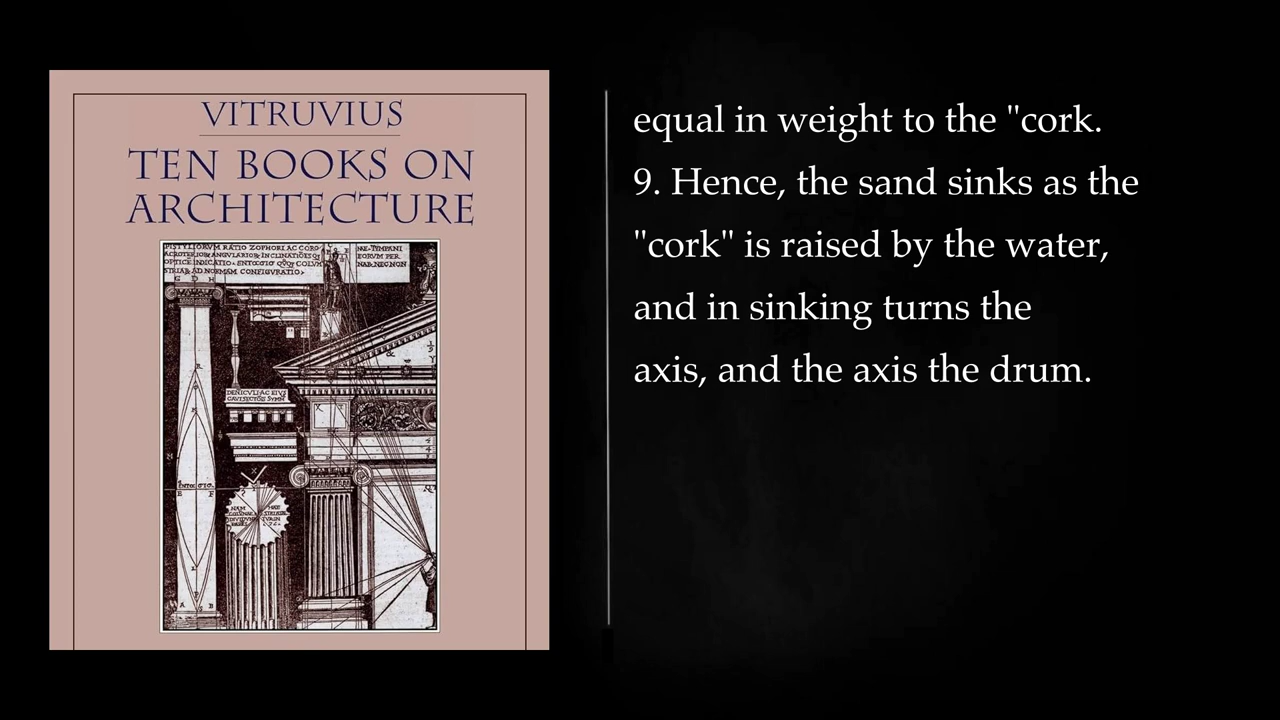 VITRUVIUS
TEN BOOKS ON
ARCHITECTURE
equal in weight to the "cork.
9. Hence, the sand sinks as the
"cork" is raised by the water,
and in sinking turns the
axis, and the axis the drum.